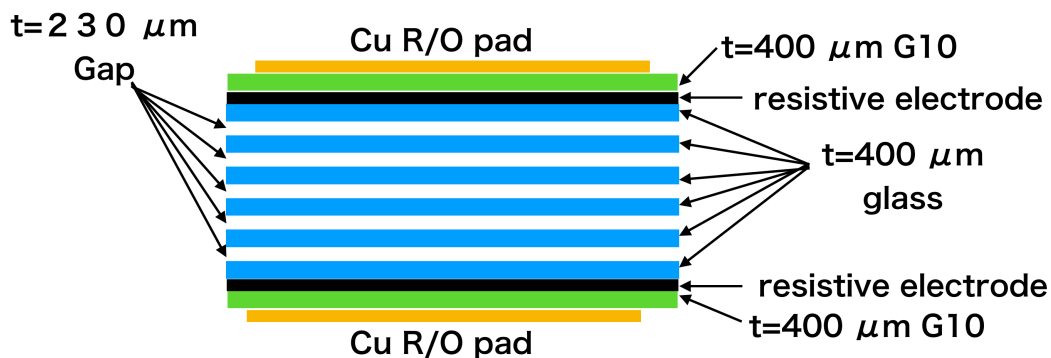 t=２３０ μm
Gap
Cu R/O pad
t=400 μm G10
resistive electrode
t=400 μm
glass
resistive electrode
t=400 μm G10
Cu R/O pad